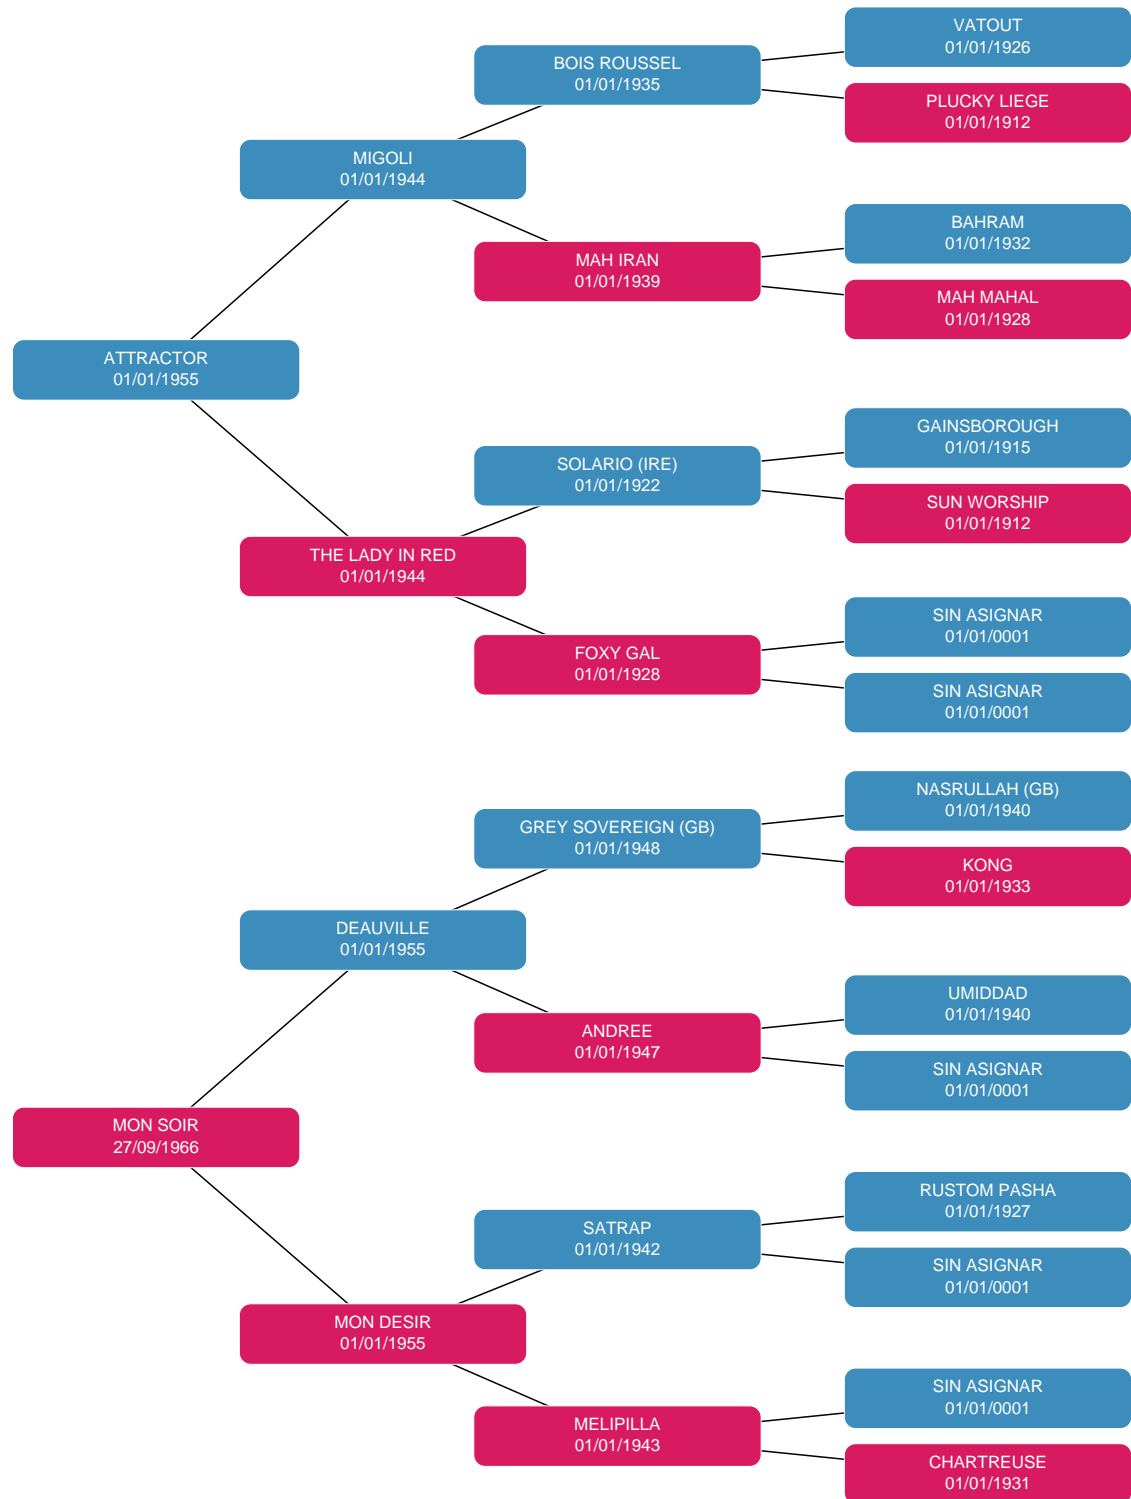 VATOUT
01/01/1926
BOIS ROUSSEL
01/01/1935
PLUCKY LIEGE
01/01/1912
MIGOLI
01/01/1944
BAHRAM
01/01/1932
MAH IRAN
01/01/1939
MAH MAHAL
01/01/1928
ATTRACTOR
01/01/1955
GAINSBOROUGH
01/01/1915
SOLARIO (IRE)
01/01/1922
SUN WORSHIP
01/01/1912
THE LADY IN RED
01/01/1944
SIN ASIGNAR
01/01/0001
FOXY GAL
01/01/1928
SIN ASIGNAR
01/01/0001
NASRULLAH (GB)
01/01/1940
GREY SOVEREIGN (GB)
01/01/1948
KONG
01/01/1933
DEAUVILLE
01/01/1955
UMIDDAD
01/01/1940
ANDREE
01/01/1947
SIN ASIGNAR
01/01/0001
MON SOIR
27/09/1966
RUSTOM PASHA
01/01/1927
SATRAP
01/01/1942
SIN ASIGNAR
01/01/0001
MON DESIR
01/01/1955
SIN ASIGNAR
01/01/0001
MELIPILLA
01/01/1943
CHARTREUSE
01/01/1931